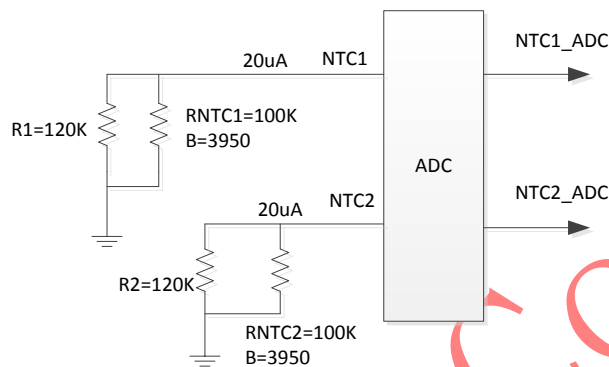 NTC1_ADC
20uA
NTC1
R1=120K
RNTC1=100K
B=3950
ADC
NTC2_ADC
NTC2
20uA
R2=120K
RNTC2=100K
B=3950